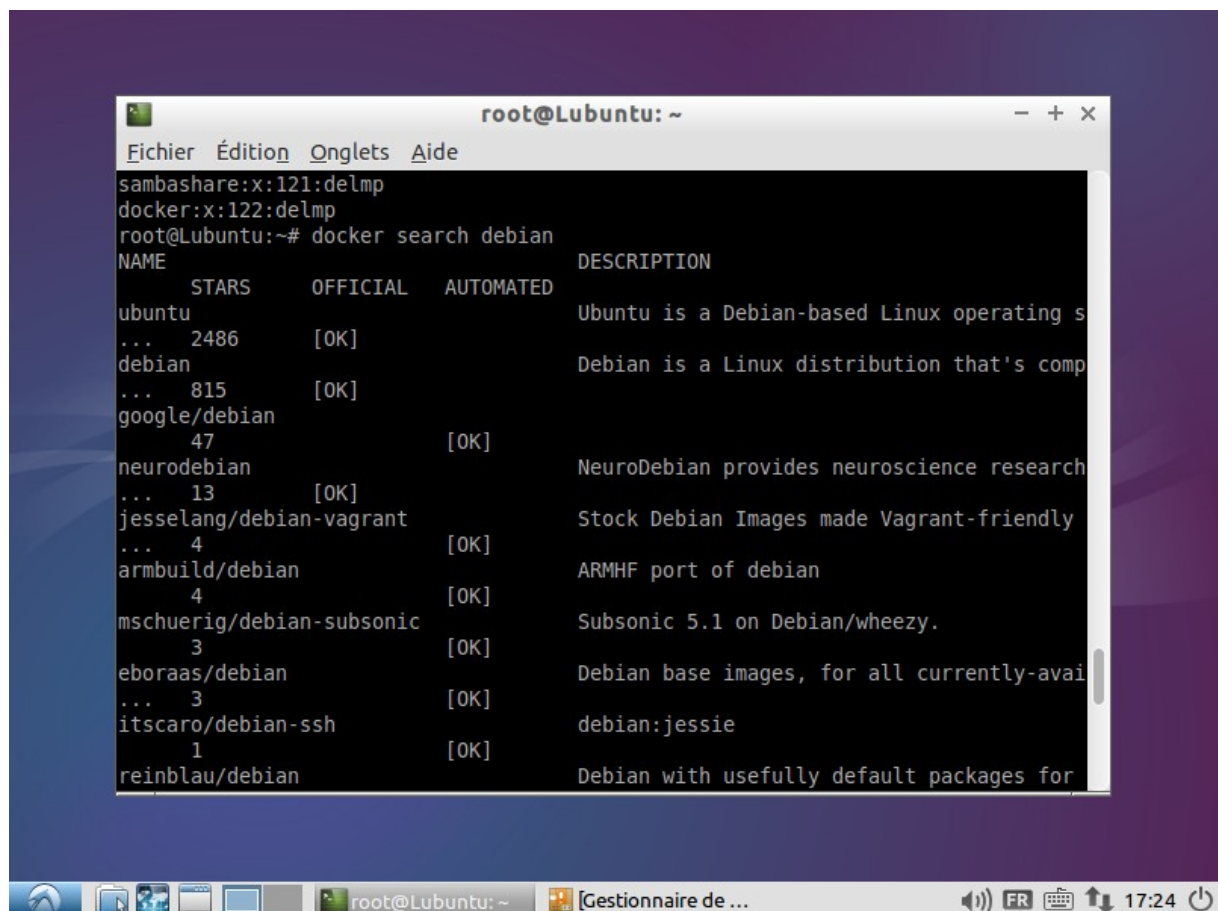 root@Lubuntu: ~
Fichier Édition Onglets Aide
sambashare:x:121:delmp
docker:x:122:delmp
root@Lubuntu:~# docker search debian
NAME DESCRIPTION
STARS OFFICIAL AUTOMATED
ubuntu Ubuntu is a Debian-based Linux operating s
... 2486 [OK]
debian Debian is a Linux distribution that's comp
... 815 [OK]
google/debian
47 [OK]
neurodebian NeuroDebian provides neuroscience research
... 13 [OK]
jesselang/debian-vagrant Stock Debian Images made Vagrant-friendly
... 4 [OK]
armbuild/debian ARMHF port of debian
4 [OK]
mschuerig/debian-subsonic Subsonic 5.1 on Debian/wheezy.
3 [OK]
eboraas/debian Debian base images, for all currently-avai
... 3 [OK]
itscaro/debian-ssh debian:jessie
1 [OK]
reinblau/debian Debian with usefully default packages for
root@Lubuntu: ~ [Gestionnaire de ... FR 17:24